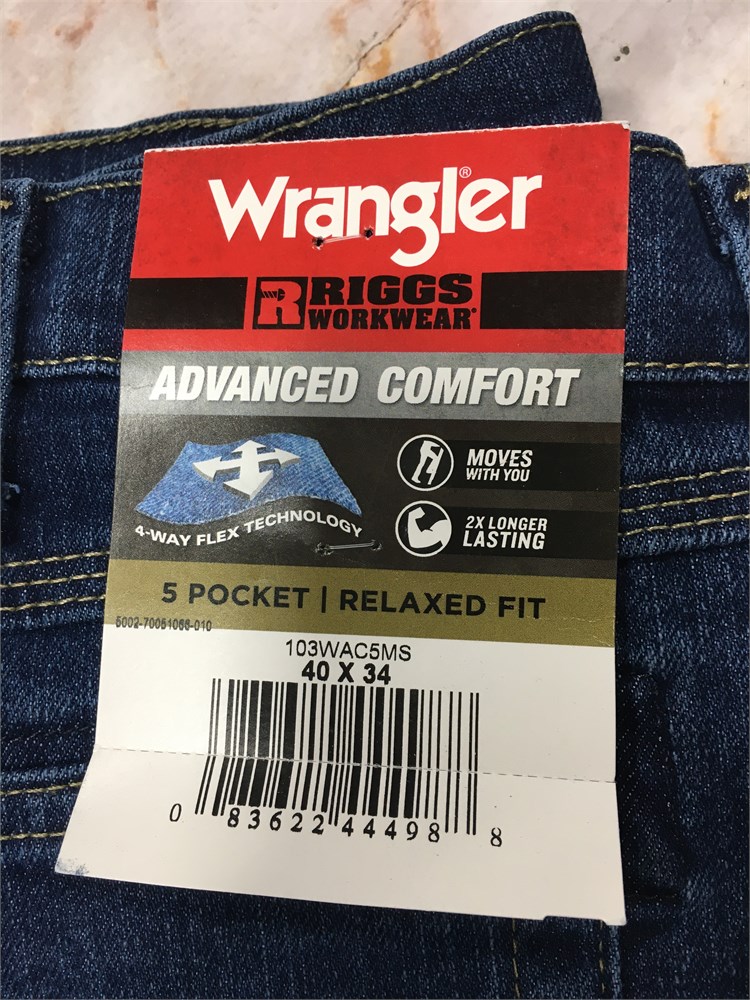 Wrangler®
R RIGGS
WORKWEAR®
ADVANCED COMFORT
4-WAY FLEX TECHNOLOGY
MOVES
WITH YOU
2X LONGER
LASTING
5 POCKET | RELAXED FIT
5002-70051066-010
103WAC5MS
40 X 34
0 83622 44498 8